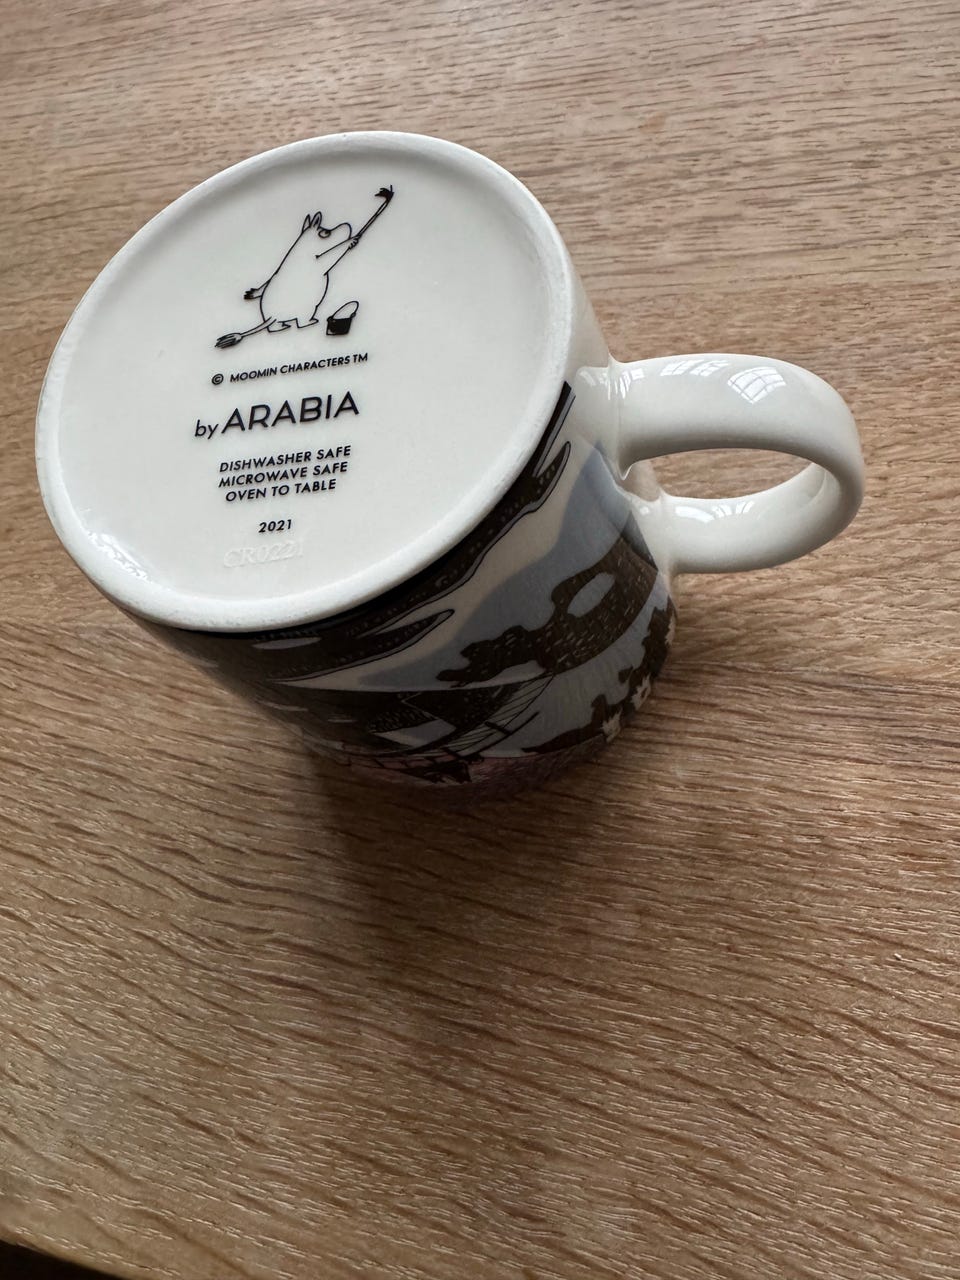 © MOOMIN CHARACTERS TM
by ARABIA
DISHWASHER SAFE
MICROWAVE SAFE
OVEN TO TABLE
2021
CR0221